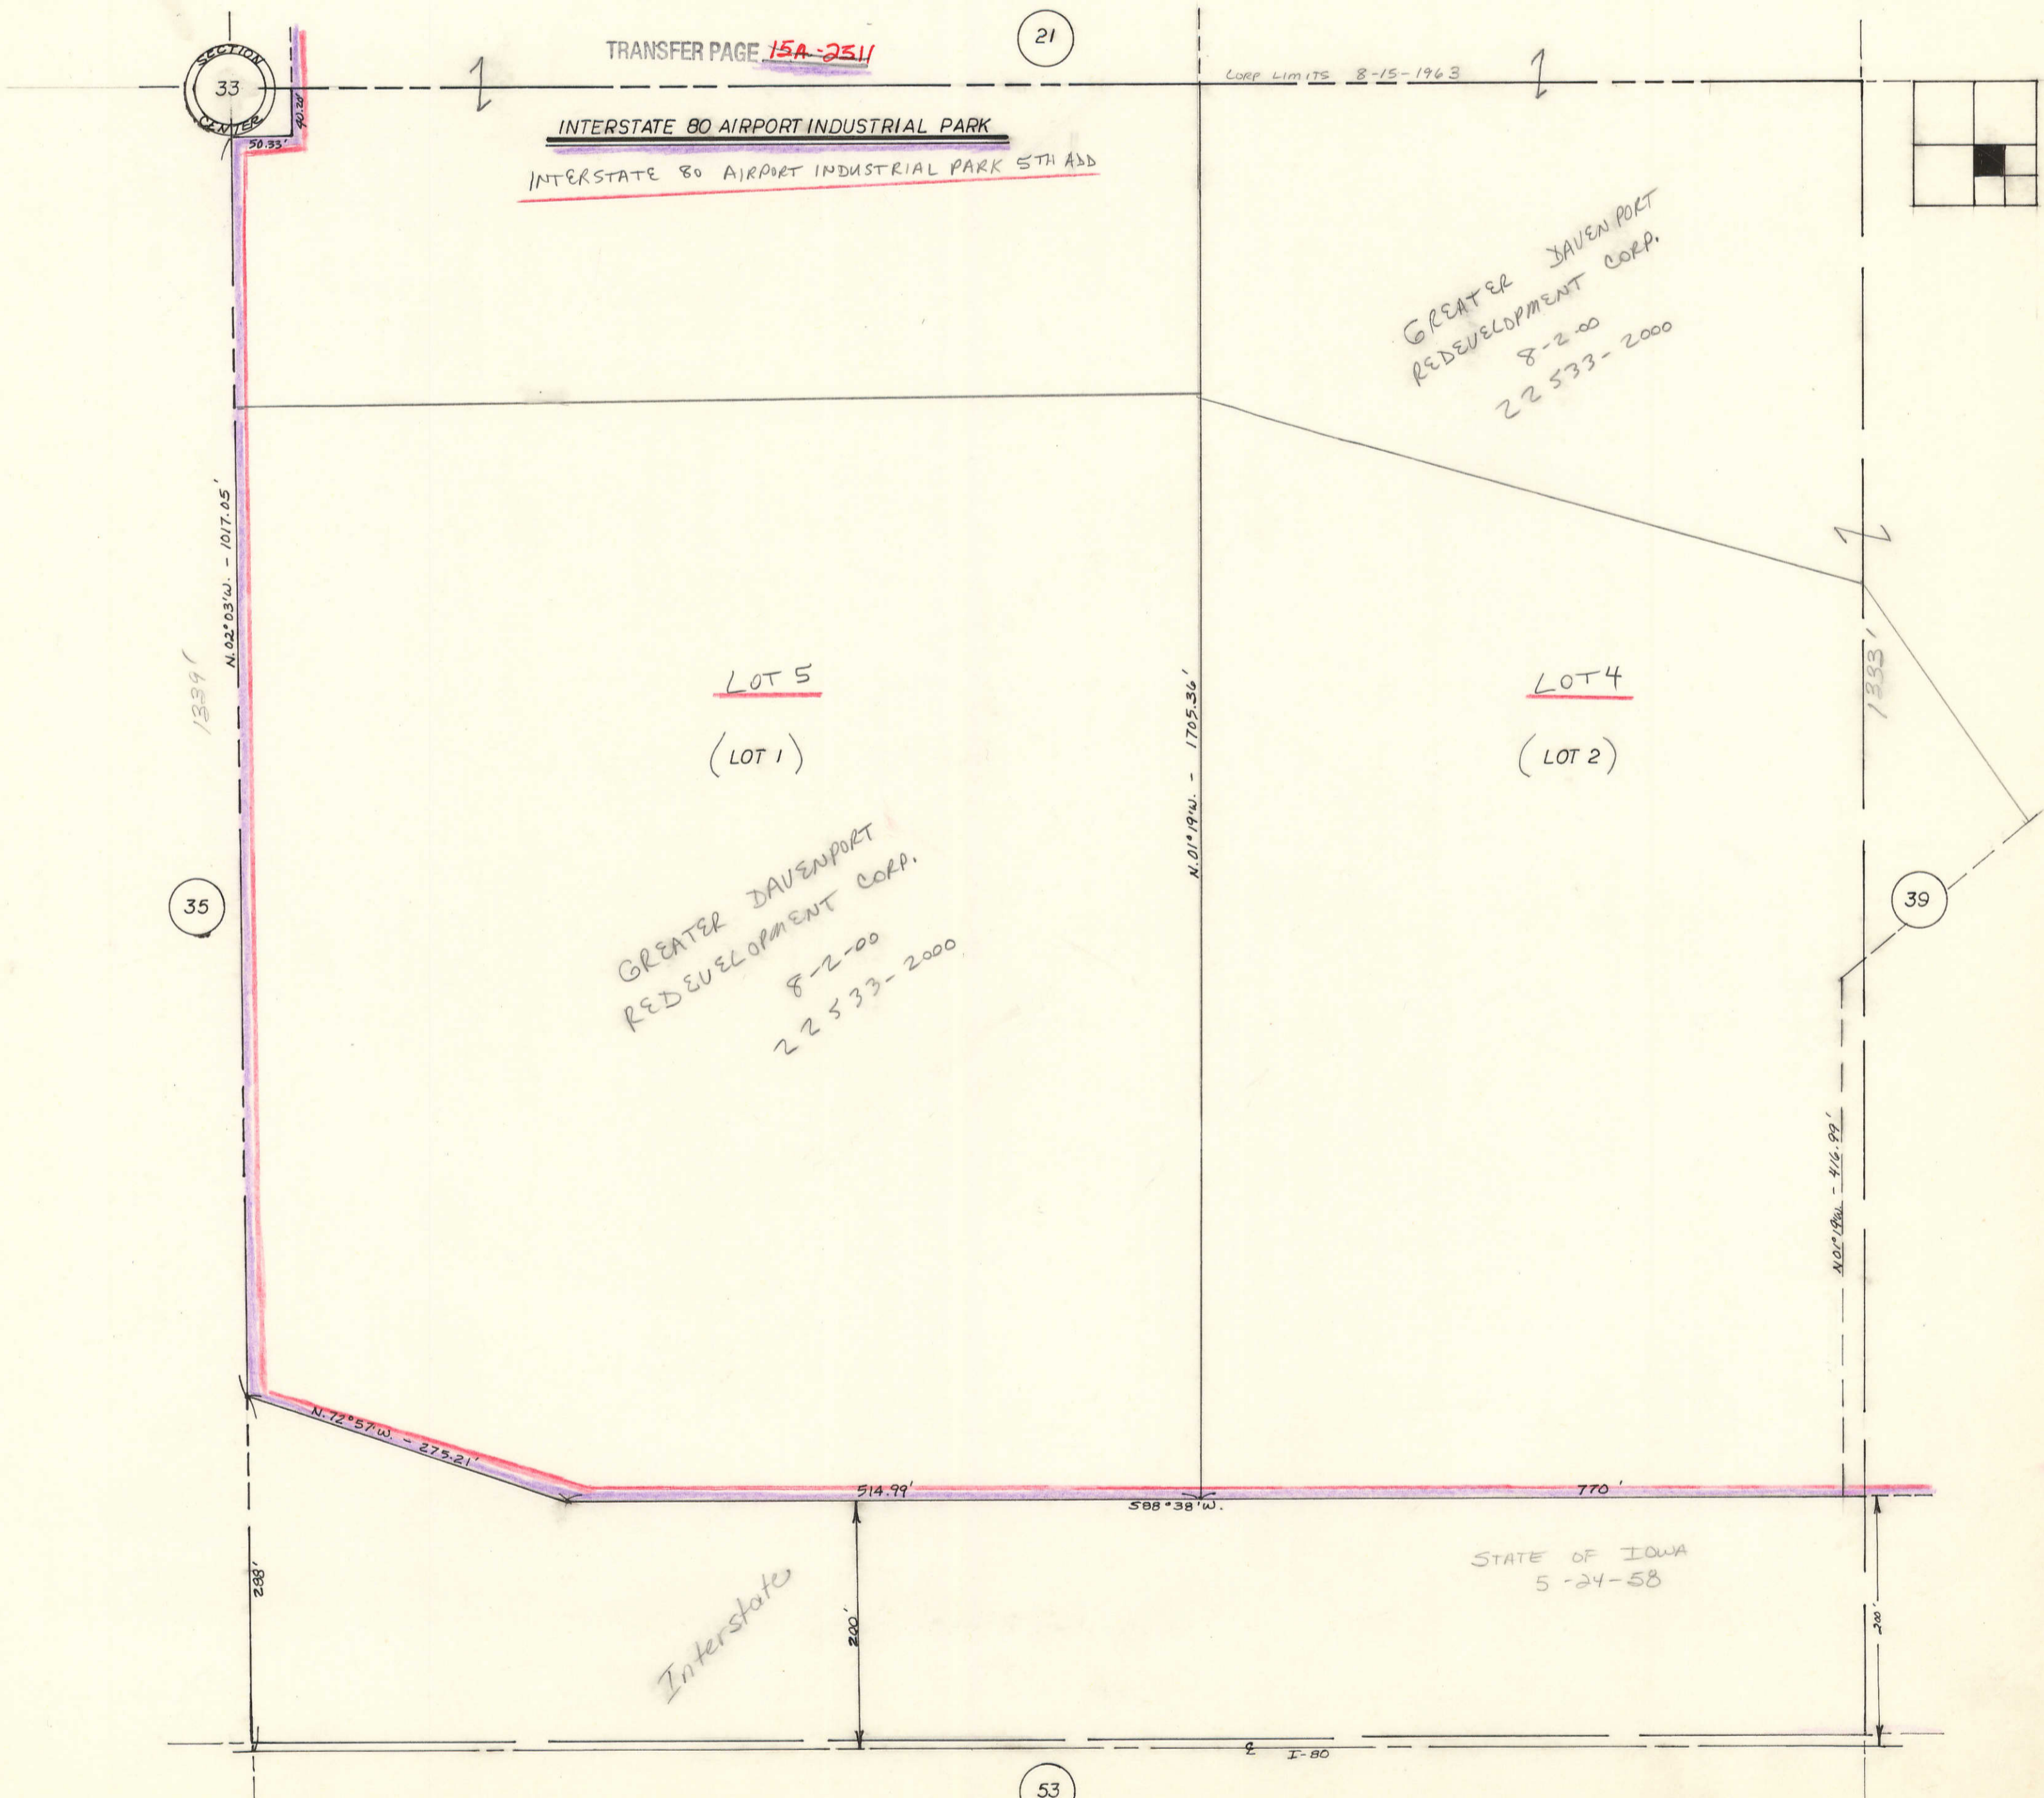 TRANSFER PAGE 15A-2511
21
CORP LIMITS 8-15-1963
SECTION
33
CENTER
40.20'
50.33'
INTERSTATE 80 AIRPORT INDUSTRIAL PARK
INTERSTATE 80 AIRPORT INDUSTRIAL PARK 5TH ADD
GREATER DAVENPORT
REDEVELOPMENT CORP.
8-2-00
22533-2000
N.02°03'W. - 1017.05'
1339'
LOT 5
(LOT 1)
N.01°19'W. - 1705.36'
LOT 4
(LOT 2)
1333'
GREATER DAVENPORT
REDEVELOPMENT CORP.
8-2-00
22533-2000
35
39
N.01°19'W. - 416.99'
N.72°57'W. - 275.21'
514.99'
S88°38'W.
770'
288'
Interstate
200'
STATE OF IOWA
5-24-58
200'
℄ I-80
53